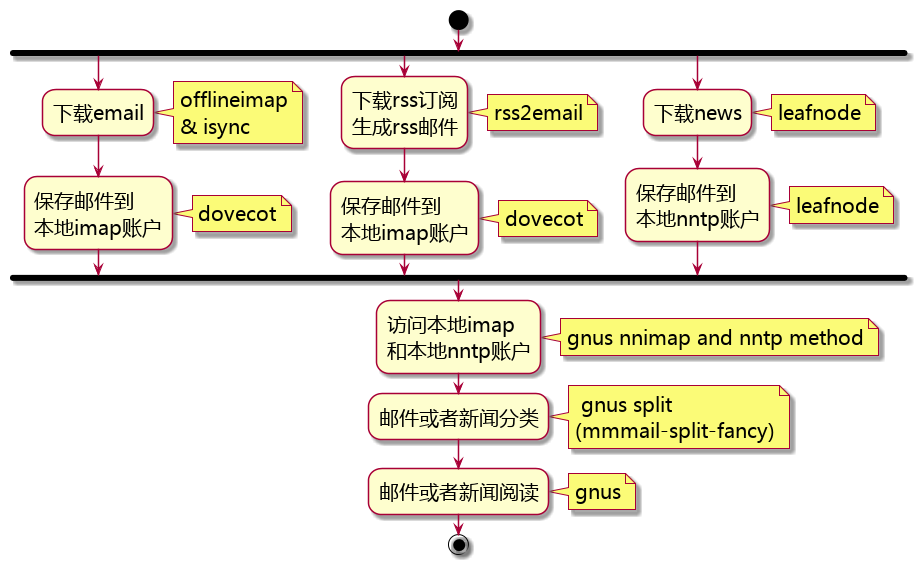 下载email
offlineimap
& isync
保存邮件到
本地imap账户
dovecot
下载rss订阅
生成rss邮件
rss2email
保存邮件到
本地imap账户
dovecot
下载news
leafnode
保存邮件到
本地nntp账户
leafnode
访问本地imap
和本地nntp账户
gnus nnimap and nntp method
邮件或者新闻分类
gnus split
(mmmail-split-fancy)
邮件或者新闻阅读
gnus